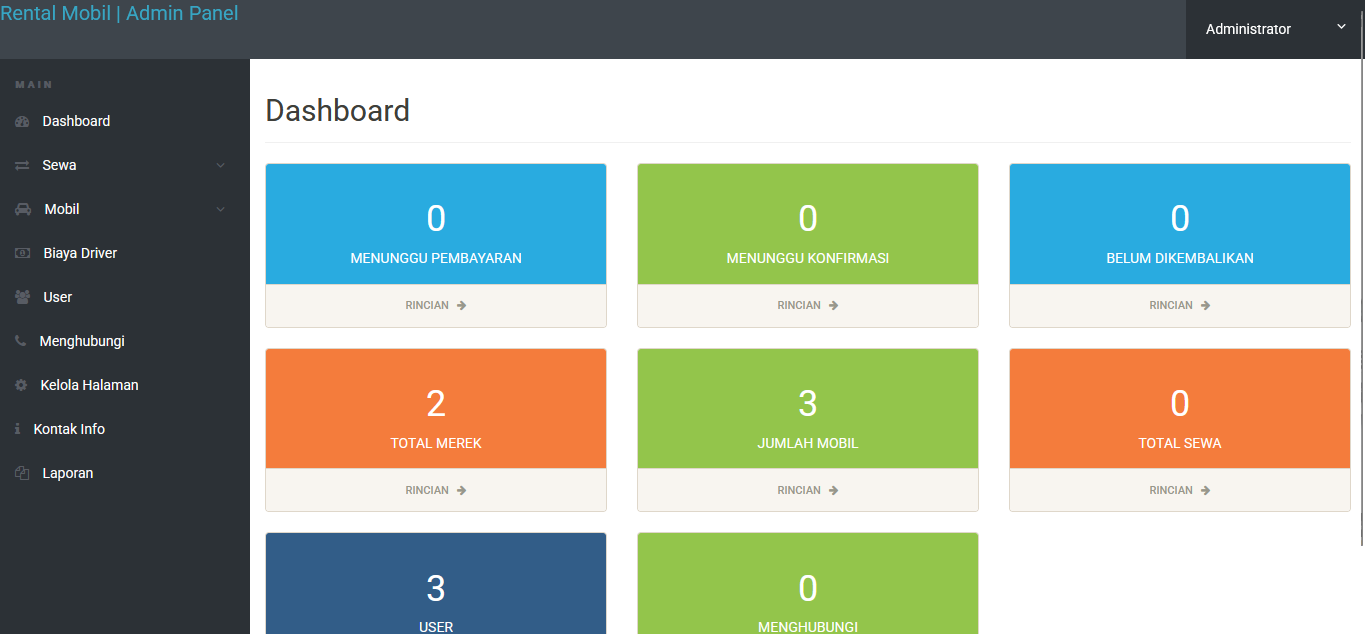 Rental Mobil | Admin Panel
Administrator
MAIN
Dashboard
Sewa
Mobil
Biaya Driver
User
Menghubungi
Kelola Halaman
Kontak Info
Laporan
Dashboard
0
MENUNGGU PEMBAYARAN
RINCIAN
0
MENUNGGU KONFIRMASI
RINCIAN
0
BELUM DIKEMBALIKAN
RINCIAN
2
TOTAL MEREK
RINCIAN
3
JUMLAH MOBIL
RINCIAN
0
TOTAL SEWA
RINCIAN
3
USER
0
MENGHUBUNGI